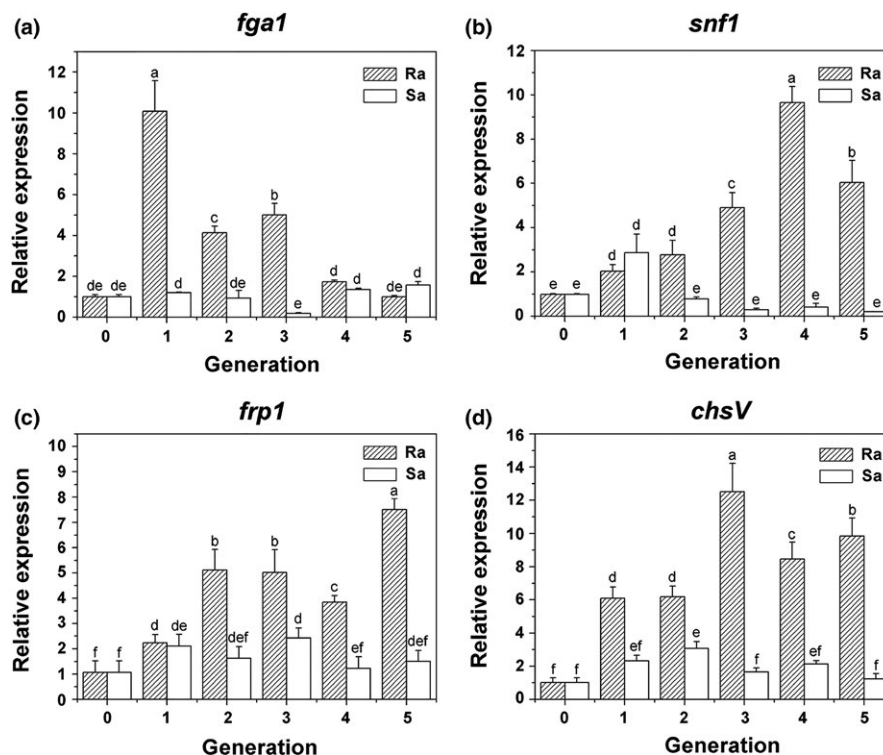 (a) fga1
Relative expression
12
10
8
6
4
2
0
Ra
Sa
de de a d c de b e d d d d
0 1 2 3 4 5
Generation
(b) snf1
Relative expression
12
10
8
6
4
2
0
Ra
Sa
e e d d d e c e a e b e
0 1 2 3 4 5
Generation
(c) frp1
Relative expression
10
9
8
7
6
5
4
3
2
1
0
Ra
Sa
f f d de b def b d c ef a def
0 1 2 3 4 5
Generation
(d) chsV
Relative expression
16
14
12
10
8
6
4
2
0
Ra
Sa
f f d ef d e a f c ef b f
0 1 2 3 4 5
Generation